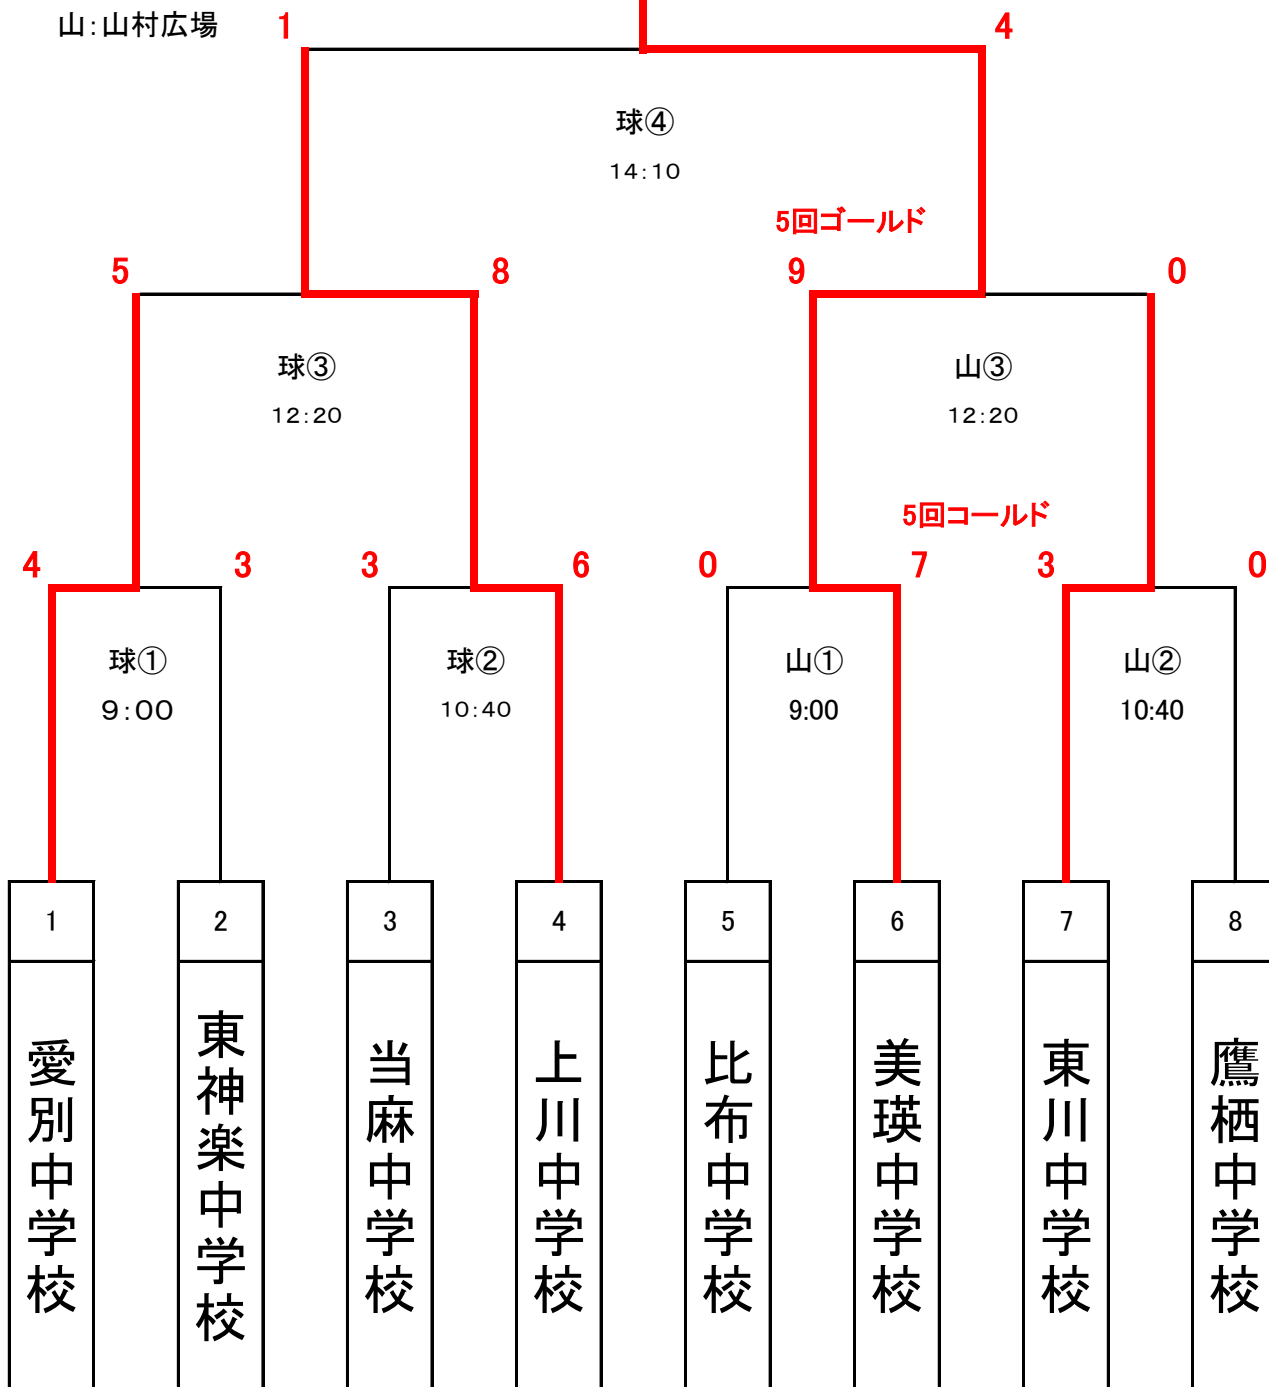 山:山村広場
1
4
球④
14:10
5回ゴールド
5
8
9
0
球③
12:20
山③
12:20
5回コールド
4
3
3
6
0
7
3
0
球①
9:00
球②
10:40
山①
9:00
山②
10:40
1
2
3
4
5
6
7
8
愛別中学校
東神楽中学校
当麻中学校
上川中学校
比布中学校
美瑛中学校
東川中学校
鷹栖中学校